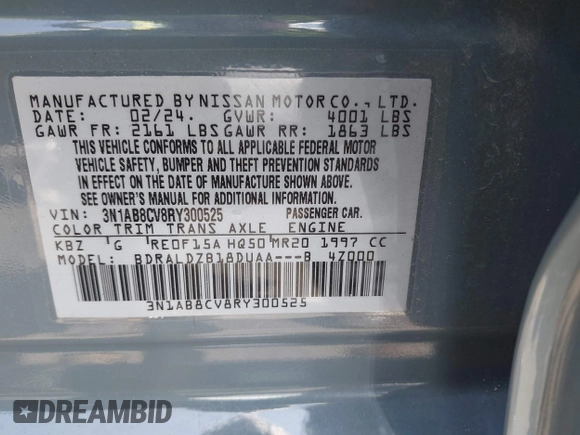 MANUFACTURED BY NISSAN MOTOR CO., LTD.
DATE: 02/24. GVWR: 4001 LBS
GAWR FR: 2161 LBS GAWR RR: 1863 LBS
THIS VEHICLE CONFORMS TO ALL APPLICABLE FEDERAL MOTOR
VEHICLE SAFETY, BUMPER AND THEFT PREVENTION STANDARDS
IN EFFECT ON THE DATE OF MANUFACTURE SHOWN ABOVE.
SEE OWNER'S MANUAL FOR ADDITIONAL INFORMATION.
VIN: 3N1AB8CV8RY300525 PASSENGER CAR.
COLOR TRIM TRANS AXLE ENGINE
KBZ G RE0F15A HQ50 MR20 1997 CC
MODEL: BDRALDZB18DUAA---B 4Z000
3N1AB8CV8RY300525
DREAMBID